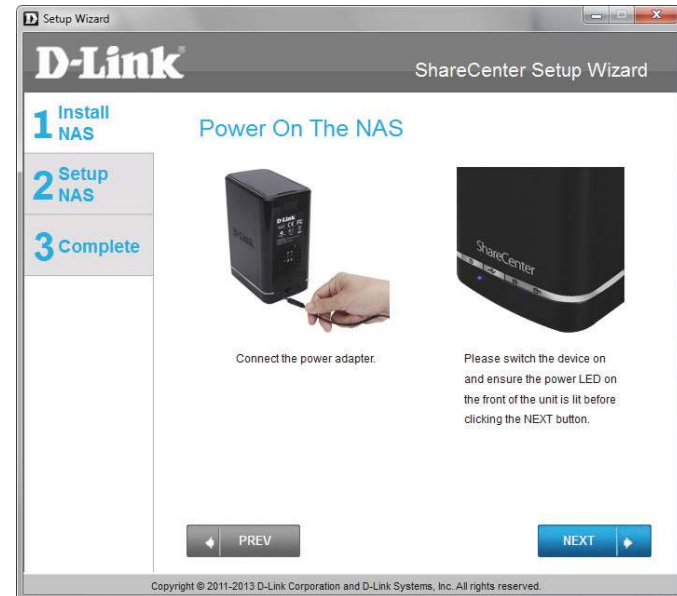 Setup Wizard
D-Link
ShareCenter Setup Wizard
1 Install
NAS
2 Setup
NAS
3 Complete
Power On The NAS
D-Link
ShareCenter
Connect the power adapter.
Please switch the device on
and ensure the power LED on
the front of the unit is lit before
clicking the NEXT button.
PREV
NEXT
Copyright © 2011-2013 D-Link Corporation and D-Link Systems, Inc. All rights reserved.